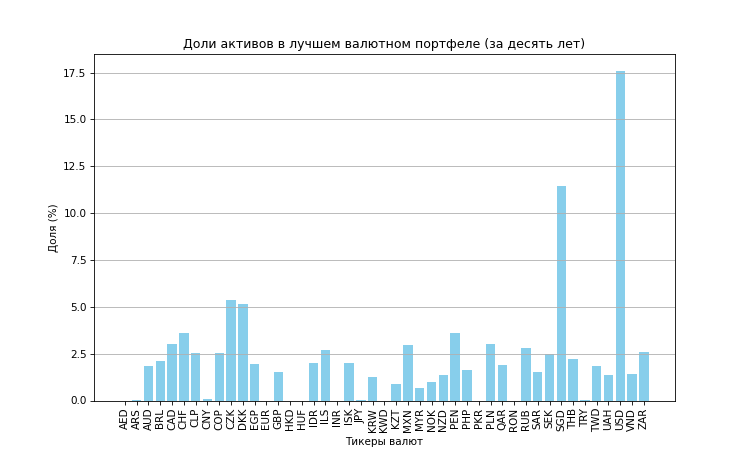 Доли активов в лучшем валютном портфеле (за десять лет)
Доля (%)
17.5
15.0
12.5
10.0
7.5
5.0
2.5
0.0
AED ARS AUD BRL CAD CHF CLP CNY COP CZK DKK EGP EUR GBP HKD HUF IDR ILS INR ISK JPY KRW KWD KZT MXN MYR NOK NZD PEN PHP PKR PLN QAR RON RUB SAR SEK SGD THB TRY TWD UAH USD VND ZAR
Тикеры валют